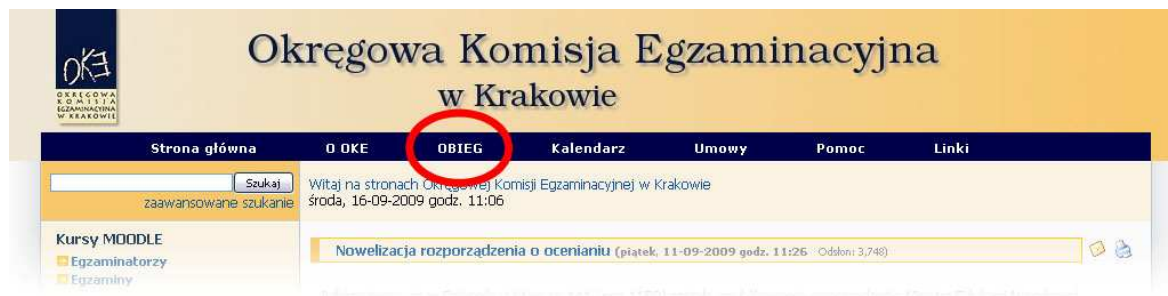 OKE
OKRĘGOWA
KOMISJA
EGZAMINACYJNA
W KRAKOWIE
Okręgowa Komisja Egzaminacyjna
w Krakowie
Strona główna O OKE OBIEG Kalendarz Umowy Pomoc Linki
Szukaj
zaawansowane szukanie
Witaj na stronach Okręgowej Komisji Egzaminacyjnej w Krakowie
środa, 16-09-2009 godz. 11:06
Kursy MOODLE
Egzaminatorzy
Egzaminy
Nowelizacja rozporządzenia o ocenianiu (piątek, 11-09-2009 godz. 11:26 Odsłon: 3,748)